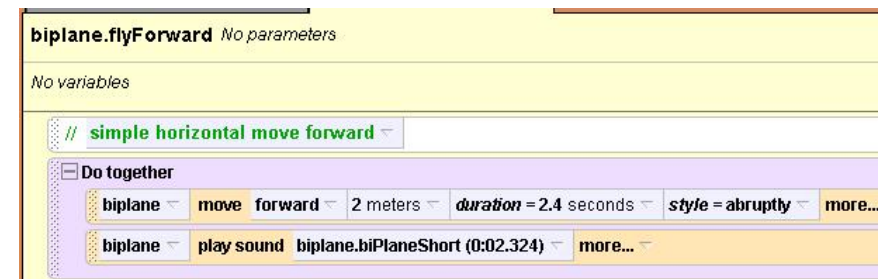 biplane.flyForward No parameters
No variables
// simple horizontal move forward
Do together
biplane move forward 2 meters duration = 2.4 seconds style = abruptly more...
biplane play sound biplane.biPlaneShort (0:02.324) more...